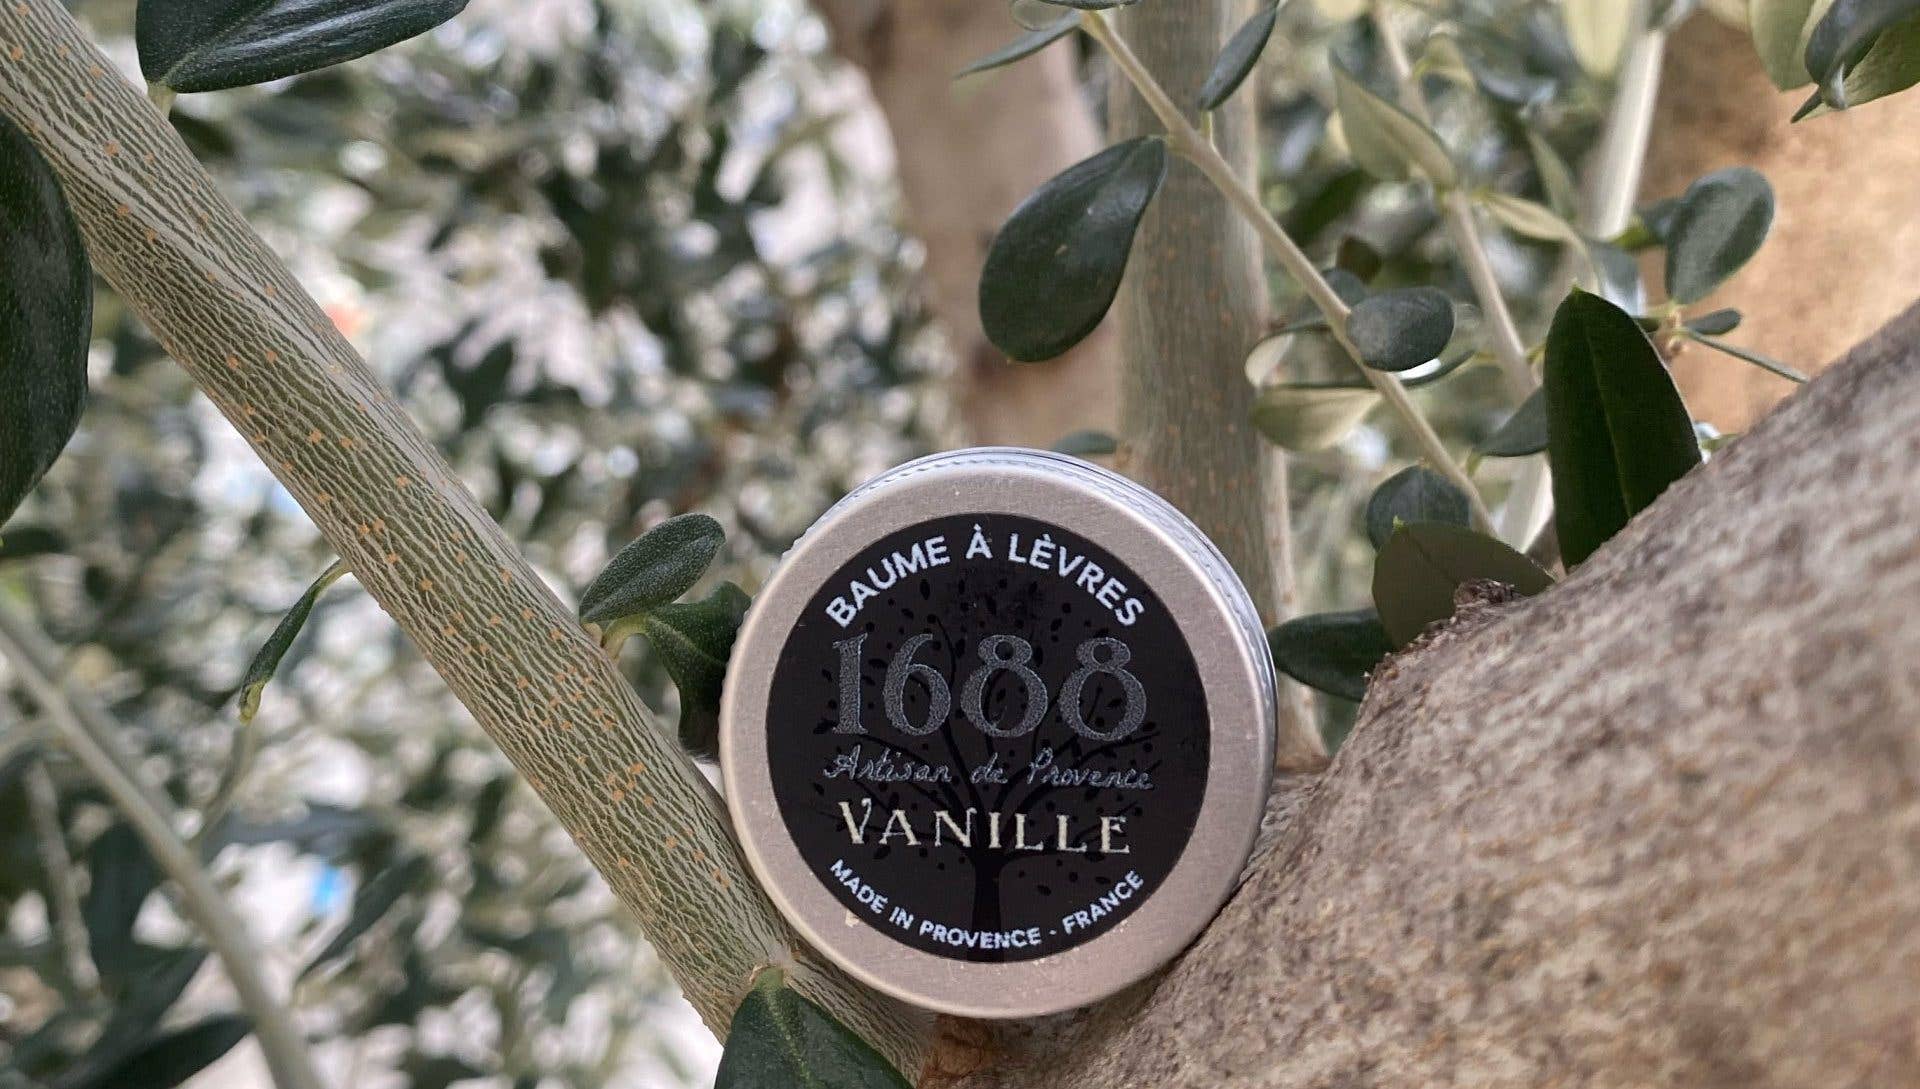 BAUME À LÈVRES
1688
Artisan de Provence
VANILLE
MADE IN PROVENCE - FRANCE